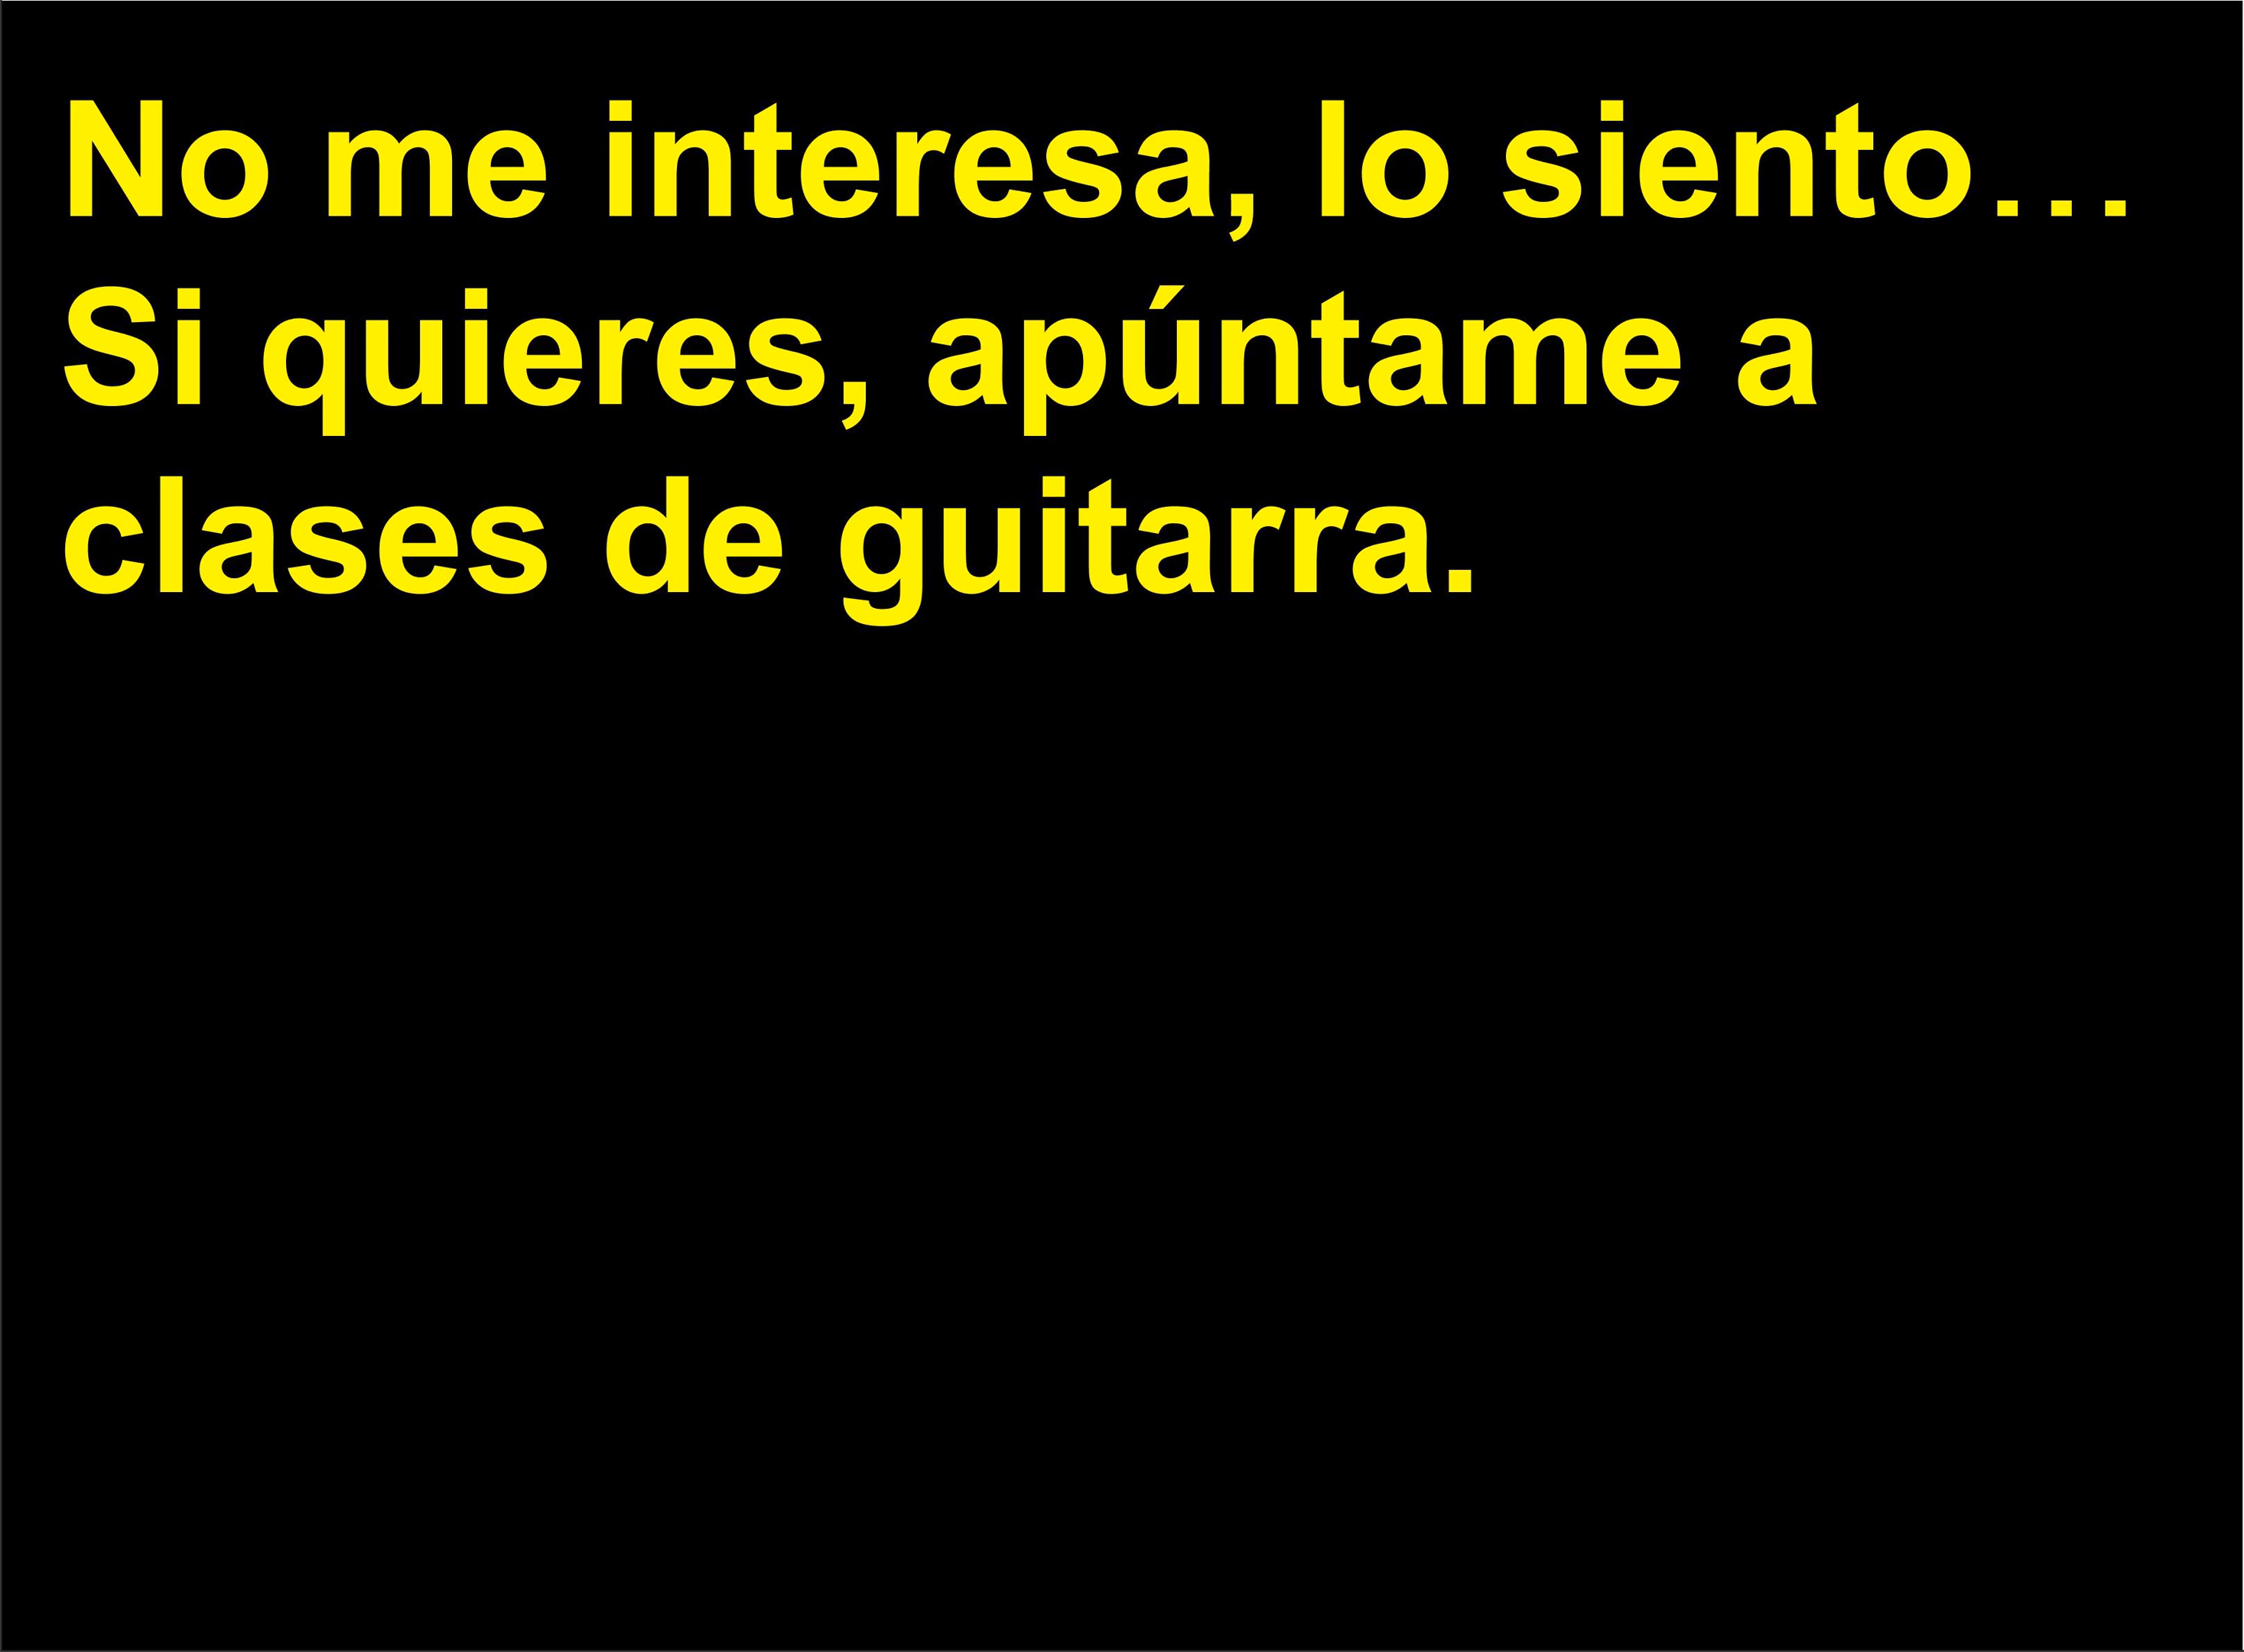 No me interesa, lo siento…
Si quieres, apúntame a
clases de guitarra.